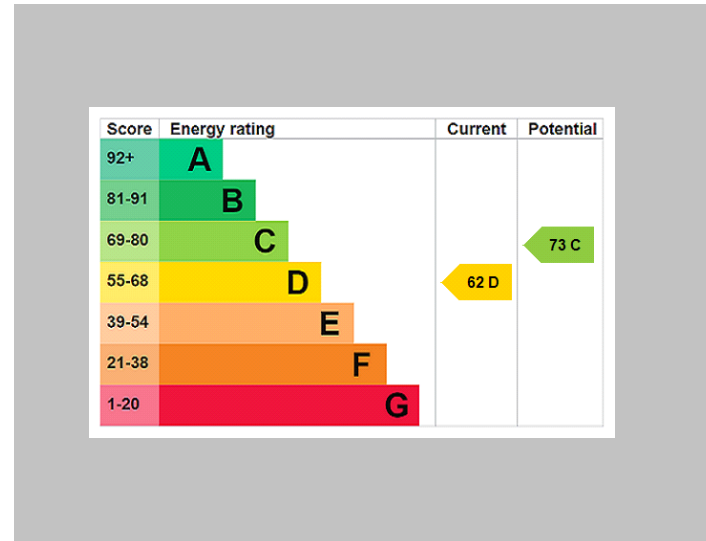 Score Energy rating Current Potential
92+ A
81-91 B
69-80 C 73 C
55-68 D 62 D
39-54 E
21-38 F
1-20 G